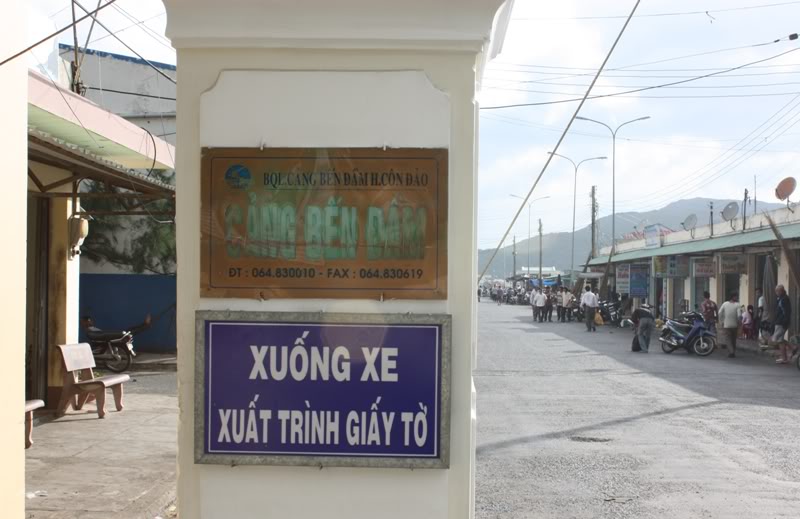 BQL.CẢNG BẾN ĐẦM H.CÔN ĐẢO
CẢNG BẾN ĐẦM
ĐT : 064.830010 - FAX : 064.830619
XUỐNG XE
XUẤT TRÌNH GIẤY TỜ